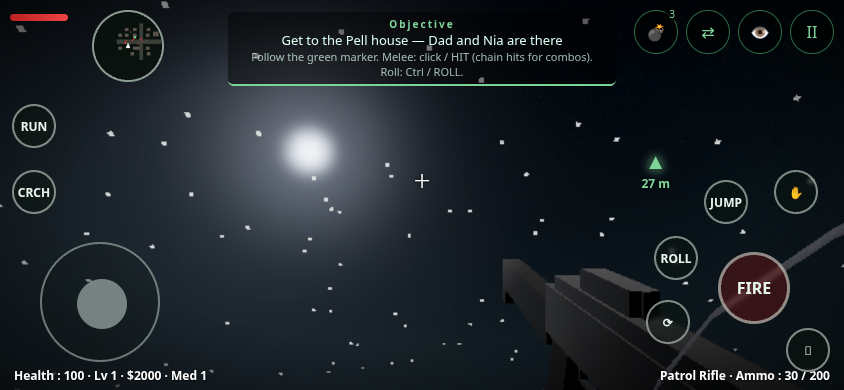 Objective
Get to the Pell house — Dad and Nia are there
Follow the green marker. Melee: click / HIT (chain hits for combos).
Roll: Ctrl / ROLL.
3
II
RUN
CRCH
27 m
JUMP
ROLL
FIRE
Health : 100 · Lv 1 · $2000 · Med 1
Patrol Rifle · Ammo : 30 / 200